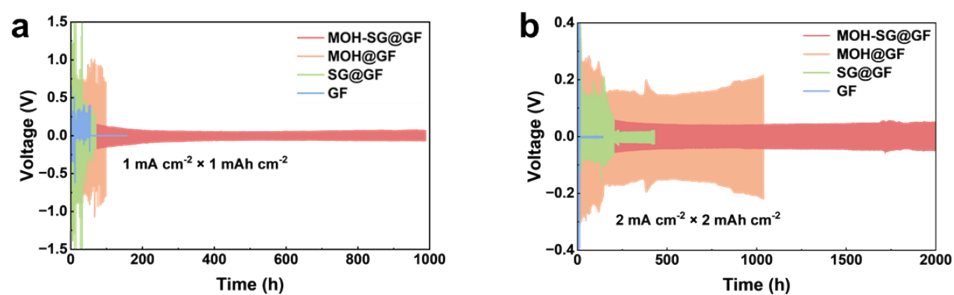 a
1.5
1.0
0.5
0.0
-0.5
-1.0
-1.5
Voltage (V)
MOH-SG@GF
MOH@GF
SG@GF
GF
1 mA cm⁻² × 1 mAh cm⁻²
0 200 400 600 800 1000
Time (h)
b
0.4
0.2
0.0
-0.2
-0.4
Voltage (V)
MOH-SG@GF
MOH@GF
SG@GF
GF
2 mA cm⁻² × 2 mAh cm⁻²
0 500 1000 1500 2000
Time (h)